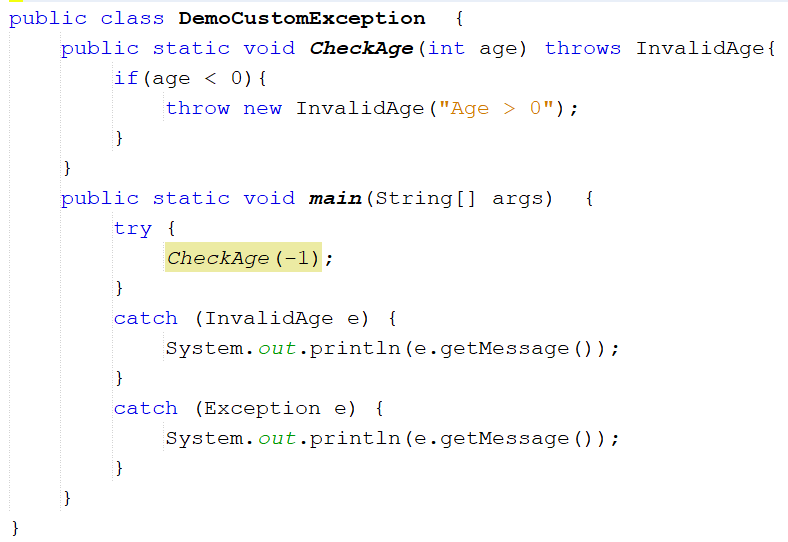 public class DemoCustomException  {
    public static void CheckAge(int age) throws InvalidAge{
        if(age < 0){
            throw new InvalidAge("Age > 0");
        }
    }
    public static void main(String[] args)  {
        try {
            CheckAge(-1);
        }
        catch (InvalidAge e) {
            System.out.println(e.getMessage());
        }
        catch (Exception e) {
            System.out.println(e.getMessage());
        }
    }
}